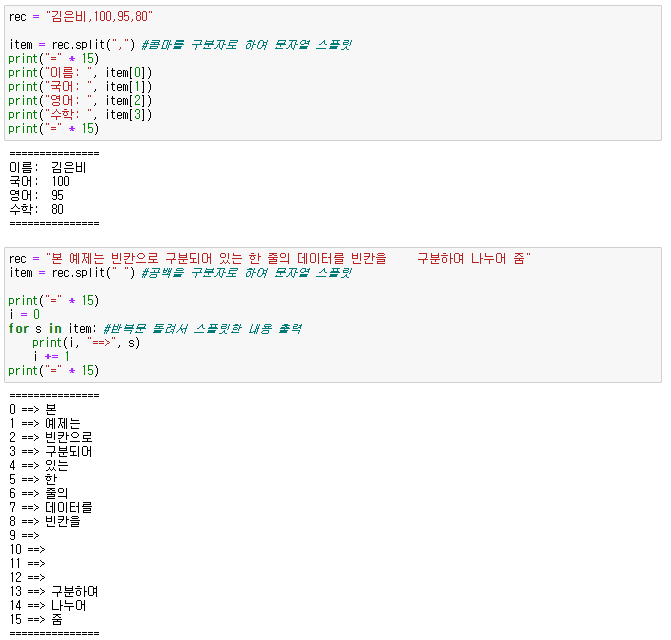 rec = "김은비,100,95,80"
item = rec.split(",") #콤마를 구분자로 하여 문자열 스플릿
print("=" * 15)
print("이름: ", item[0])
print("국어: ", item[1])
print("영어: ", item[2])
print("수학: ", item[3])
print("=" * 15)
===============
이름:  김은비
국어:  100
영어:  95
수학:  80
===============
rec = "본 예제는 빈칸으로 구분되어 있는 한 줄의 데이터를 빈칸을     구분하여 나누어 줌"
item = rec.split(" ") #공백을 구분자로 하여 문자열 스플릿
print("=" * 15)
i = 0
for s in item: #반복문 돌려서 스플릿한 내용 출력
    print(i, "==>", s)
    i += 1
print("=" * 15)
===============
0 ==> 본
1 ==> 예제는
2 ==> 빈칸으로
3 ==> 구분되어
4 ==> 있는
5 ==> 한
6 ==> 줄의
7 ==> 데이터를
8 ==> 빈칸을
9 ==>
10 ==>
11 ==>
12 ==>
13 ==> 구분하여
14 ==> 나누어
15 ==> 줌
===============